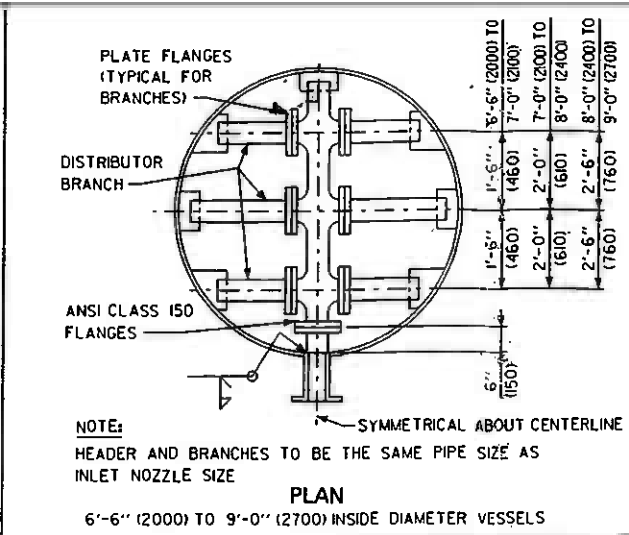 PLATE FLANGES
(TYPICAL FOR
BRANCHES)
DISTRIBUTOR
BRANCH
ANSI CLASS 150
FLANGES
6'-6" (2000) TO
7'-0" (2100)
7'-0" (2100) TO
8'-0" (2400)
8'-0" (2400) TO
9'-0" (2700)
1'-6"
(460)
2'-0"
(610)
2'-6"
(760)
1'-6"
(460)
2'-0"
(610)
2'-6"
(760)
6"
(150)
SYMMETRICAL ABOUT CENTERLINE
NOTE:
HEADER AND BRANCHES TO BE THE SAME PIPE SIZE AS
INLET NOZZLE SIZE
PLAN
6'-6" (2000) TO 9'-0" (2700) INSIDE DIAMETER VESSELS